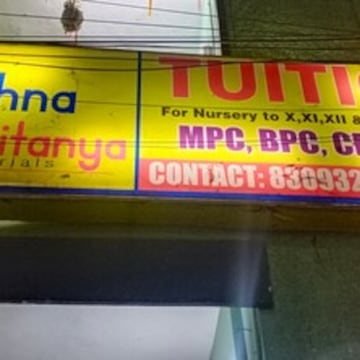 hna
itanya
rials
TUITI
For Nursery to X,XI,XII &
MPC, BPC, CE
CONTACT: 830932